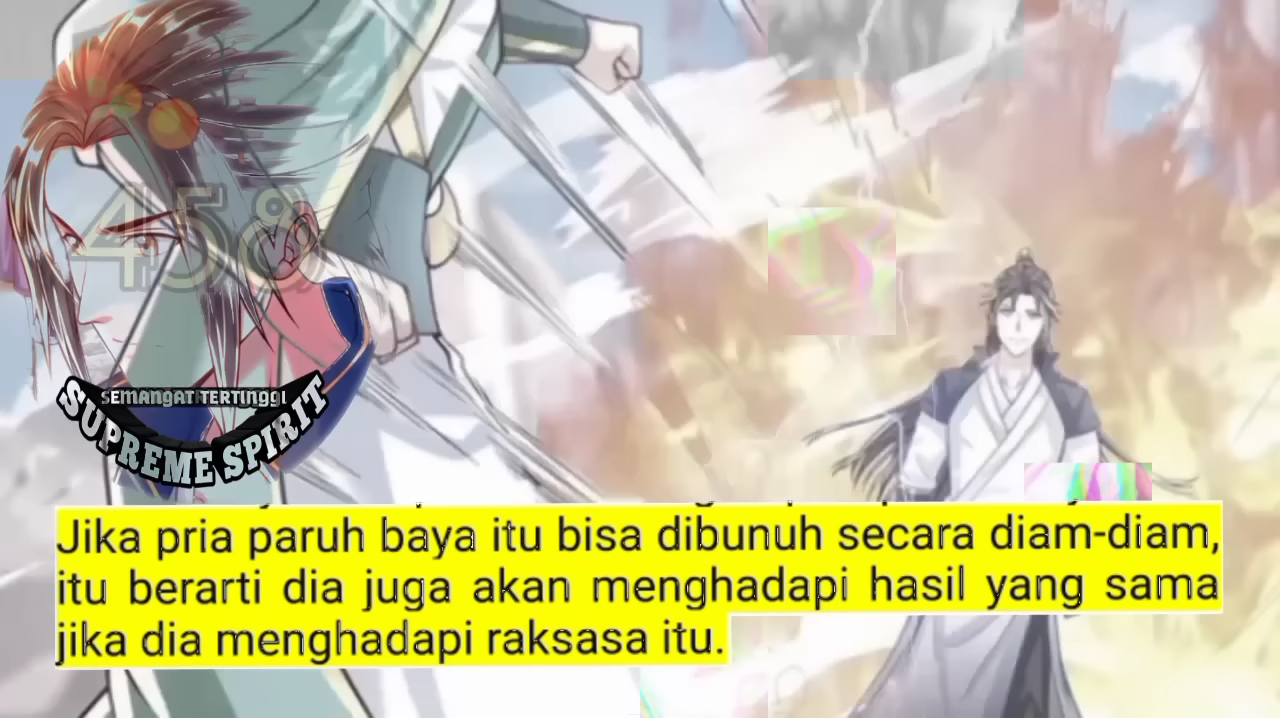 458
SEMANGAT TERTINGGI
SUPREME SPIRIT
Jika pria paruh baya itu bisa dibunuh secara diam-diam,
itu berarti dia juga akan menghadapi hasil yang sama
jika dia menghadapi raksasa itu.